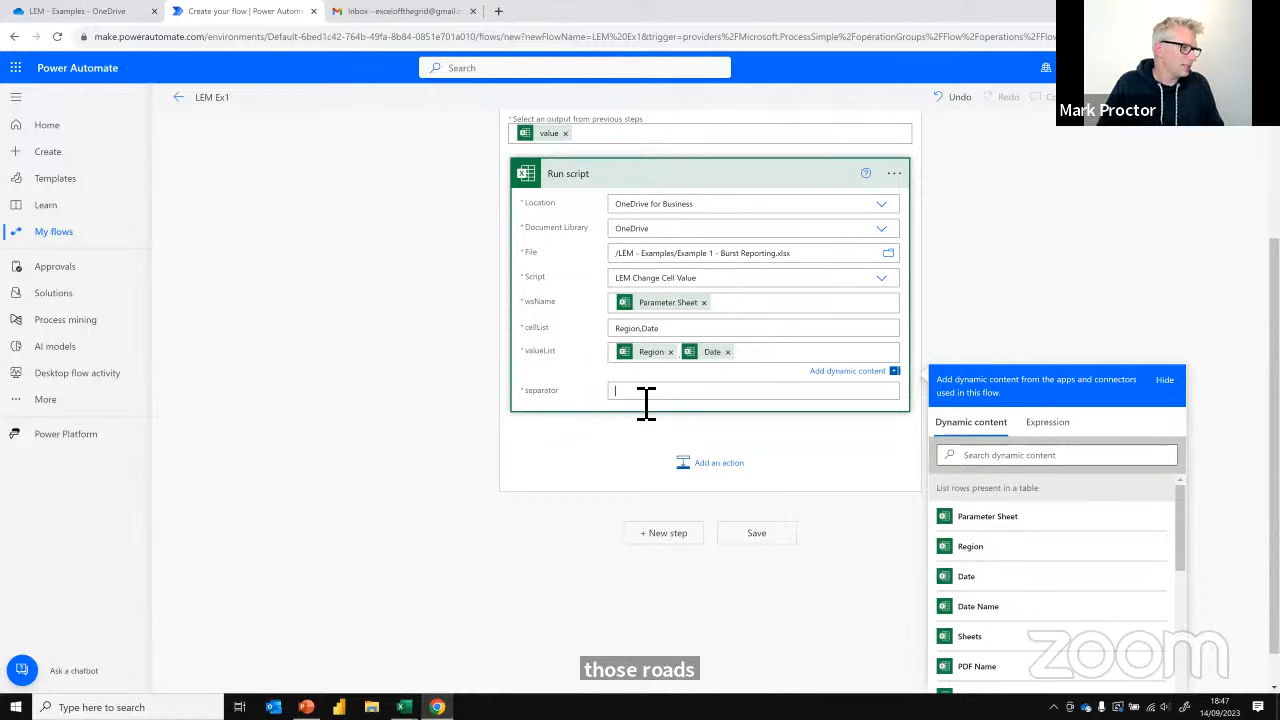 LEM – Examples - OneDrive
Create your flow | Power Automate
Inbox - excelofthegrid@gmail.c
make.powerautomate.com/environments/Default-6bed1c42-764b-49fa-8b84-0851e701a01f/flows/new?newFlowName=LEM%20Ex1&trigger=providers%2FMicrosoft.ProcessSimple%2FoperationGroups%2FFlow%2Foperations%2F
Power Automate
Search
Mark Proctor
LEM Ex1
Undo
Redo
Home
Create
Templates
Learn
My flows
Approvals
Solutions
Process mining
AI models
Desktop flow activity
More
Power Platform
Ask a chatbot
* Select an output from previous steps
value ×
Run script
* Location
OneDrive for Business
* Document Library
OneDrive
* File
/LEM - Examples/Example 1 - Burst Reporting.xlsx
* Script
LEM Change Cell Value
* wsName
Parameter Sheet ×
* cellList
Region,Date
* valueList
Region × , Date ×
Add dynamic content
* separator
Add an action
+ New step
Save
Add dynamic content from the apps and connectors
used in this flow.
Hide
Dynamic content
Expression
Search dynamic content
List rows present in a table
Parameter Sheet
Region
Date
Date Name
Sheets
PDF Name
zoom
those roads
Type here to search
18:47
14/09/2023